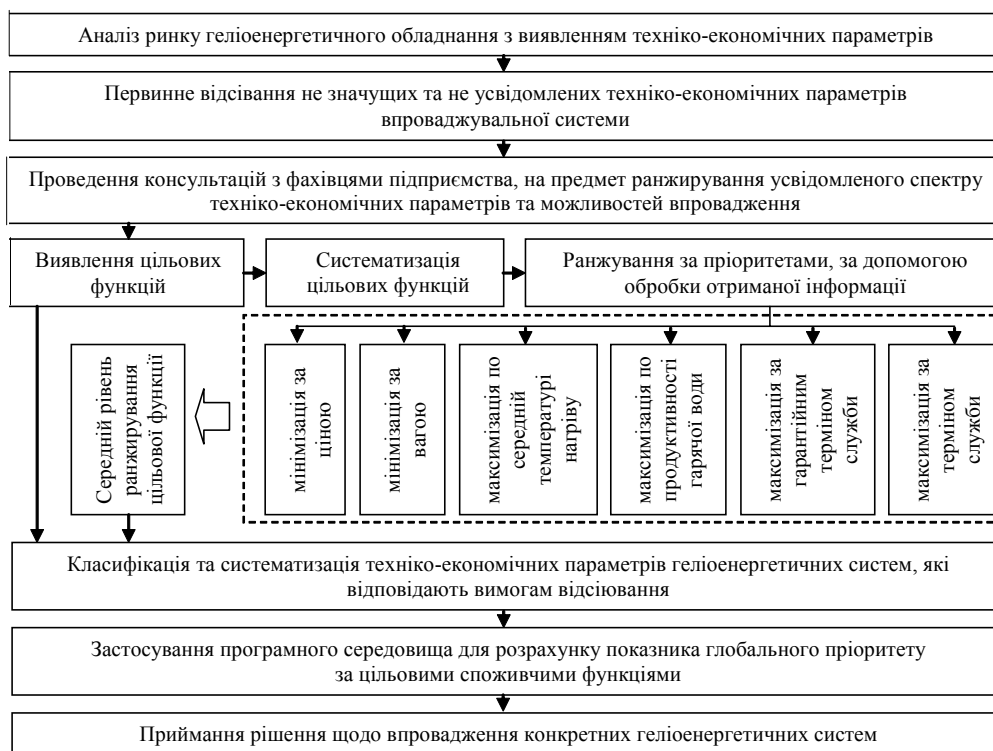 Аналіз ринку геліоенергетичного обладнання з виявленням техніко-економічних параметрів
Первинне відсівання не значущих та не усвідомлених техніко-економічних параметрів
впроваджувальної системи
Проведення консультацій з фахівцями підприємства, на предмет ранжирування усвідомленого спектру
техніко-економічних параметрів та можливостей впровадження
Виявлення цільових
функцій
Систематизація
цільових функцій
Ранжування за пріоритетами, за допомогою
обробки отриманої інформації
Середній рівень
ранжирування
цільової функції
мінімізація за
ціною
мінімізація за
вагою
максимізація по
середній
температурі
нагріву
максимізація по
продуктивності
гарячої води
максимізація за
гарантійним
терміном
служби
максимізація за
терміном
служби
Класифікація та систематизація техніко-економічних параметрів геліоенергетичних систем, які
відповідають вимогам відсіювання
Застосування програмного середовища для розрахунку показника глобального пріоритету
за цільовими споживчими функціями
Приймання рішення щодо впровадження конкретних геліоенергетичних систем